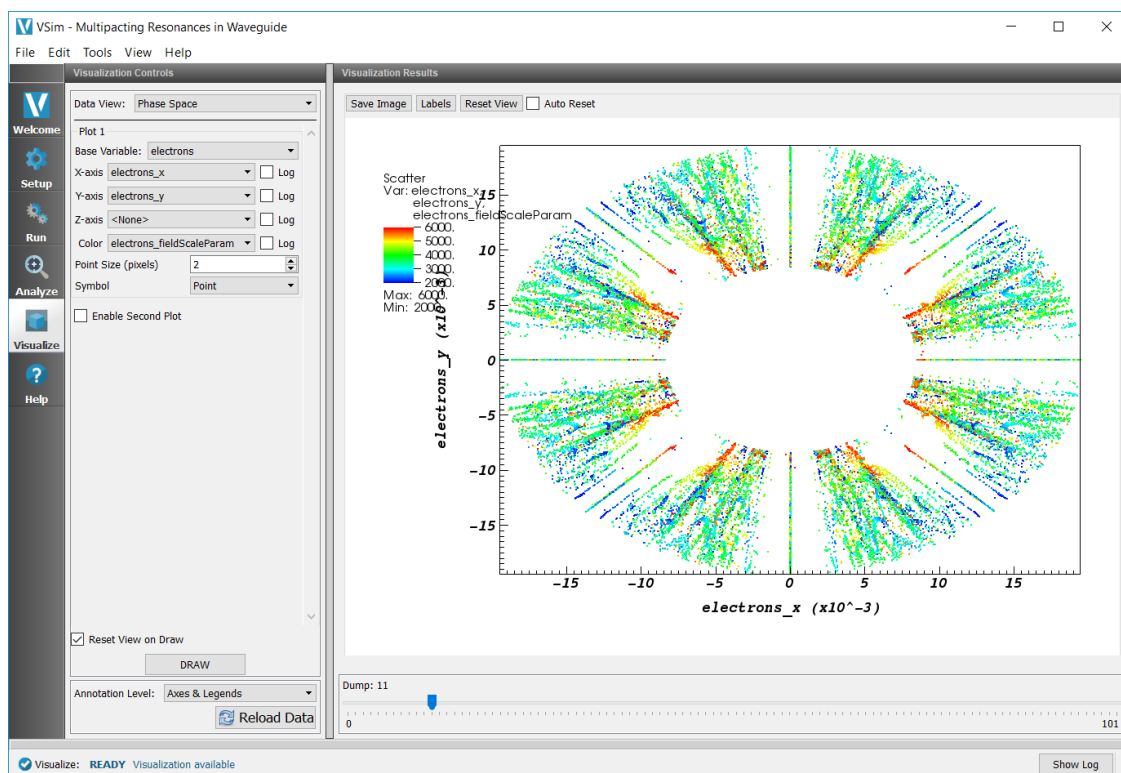 VSim - Multipacting Resonances in Waveguide
File Edit Tools View Help
Visualization Controls
Visualization Results
Welcome
Setup
Run
Analyze
Visualize
Help
Data View: Phase Space
Plot 1
Base Variable: electrons
X-axis electrons_x Log
Y-axis electrons_y Log
Z-axis <None> Log
Color electrons_fieldScaleParam Log
Point Size (pixels) 2
Symbol Point
Enable Second Plot
Reset View on Draw
DRAW
Annotation Level: Axes & Legends
Reload Data
Save Image Labels Reset View Auto Reset
Scatter
Var: electrons_x,
electrons_y,
electrons_fieldScaleParam
6000.
5000.
4000.
3000.
2000.
Max: 6000.
Min: 2000.
15
10
5
0
-5
-10
-15
electrons_y (x10^-3)
-15 -10 -5 0 5 10 15
electrons_x (x10^-3)
Dump: 11
0 101
Visualize: READY Visualization available
Show Log